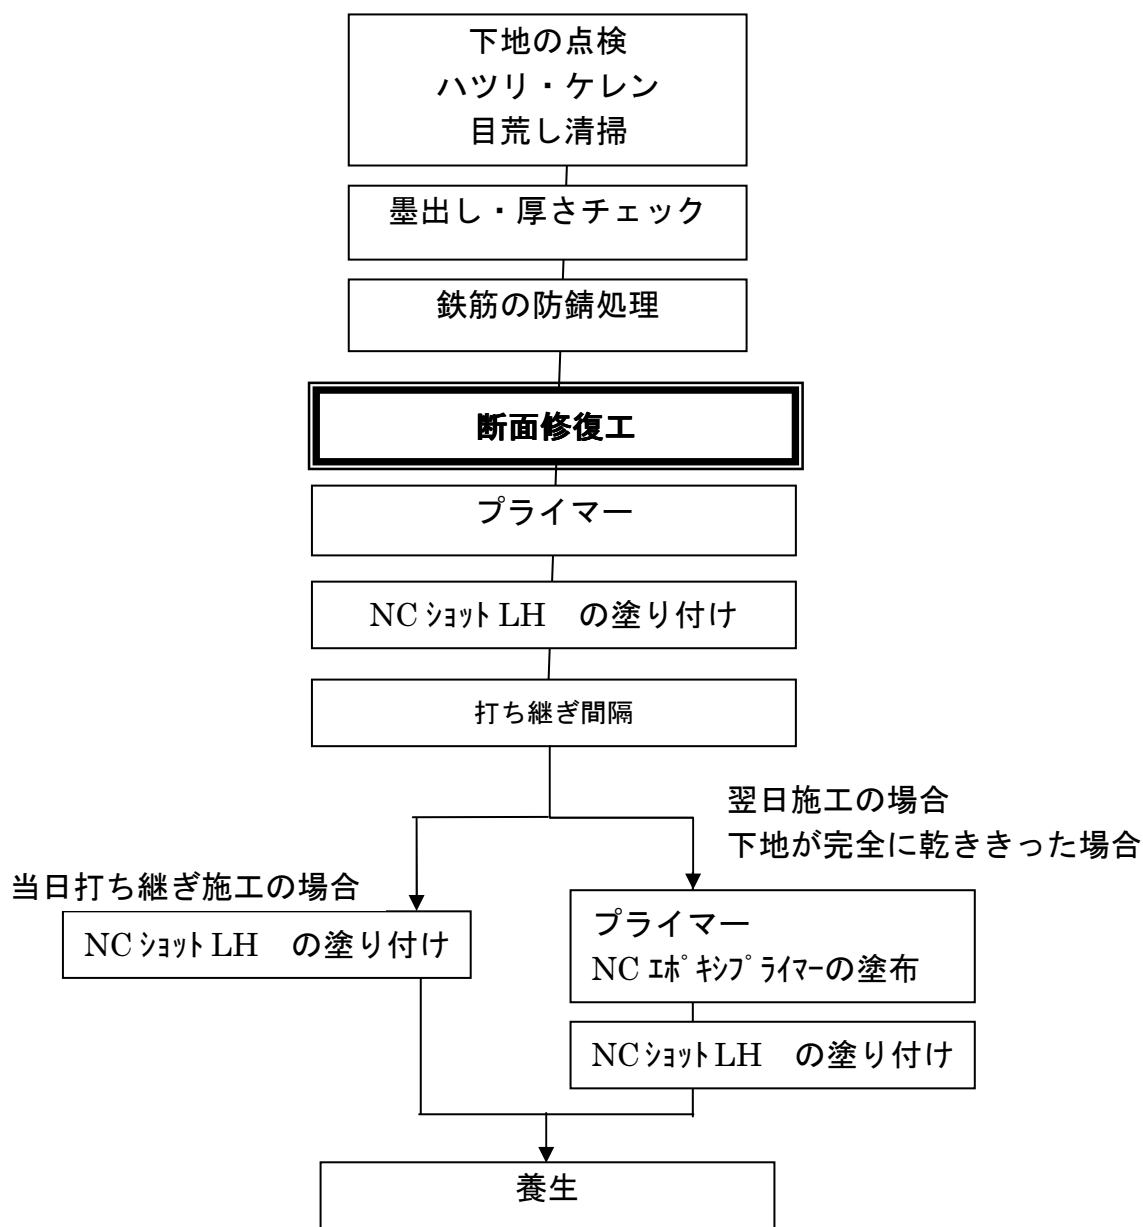 下地の点検
ハツリ・ケレン
目荒し清掃
墨出し・厚さチェック
鉄筋の防錆処理
断面修復工
プライマー
NC ｼｮｯﾄ LH　の塗り付け
打ち継ぎ間隔
翌日施工の場合
下地が完全に乾ききった場合
当日打ち継ぎ施工の場合
NC ｼｮｯﾄ LH　の塗り付け
プライマー
NC ｴﾎﾟｷｼﾌﾟﾗｲﾏｰの塗布
NC ｼｮｯﾄ LH　の塗り付け
養生